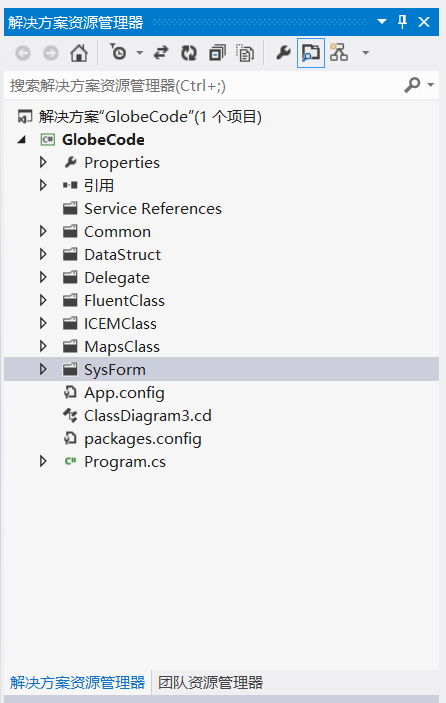 解决方案资源管理器
搜索解决方案资源管理器(Ctrl+;)
解决方案“GlobeCode”(1 个项目)
C# GlobeCode
Properties
引用
Service References
Common
DataStruct
Delegate
FluentClass
ICEMClass
MapsClass
SysForm
App.config
ClassDiagram3.cd
packages.config
C# Program.cs
解决方案资源管理器 团队资源管理器